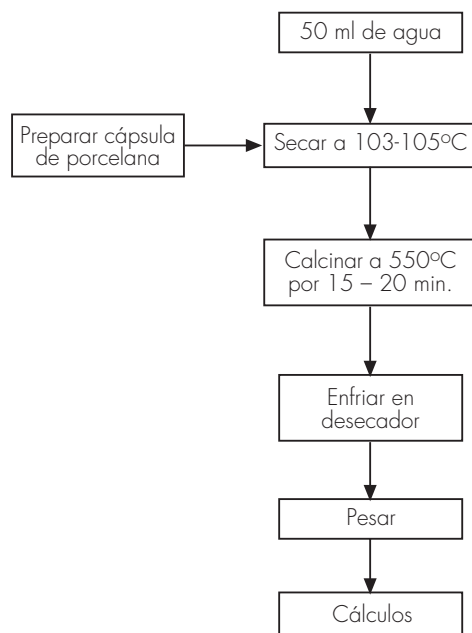 50 ml de agua
Preparar cápsula
de porcelana
Secar a 103-105ºC
Calcinar a 550ºC
por 15 – 20 min.
Enfriar en
desecador
Pesar
Cálculos